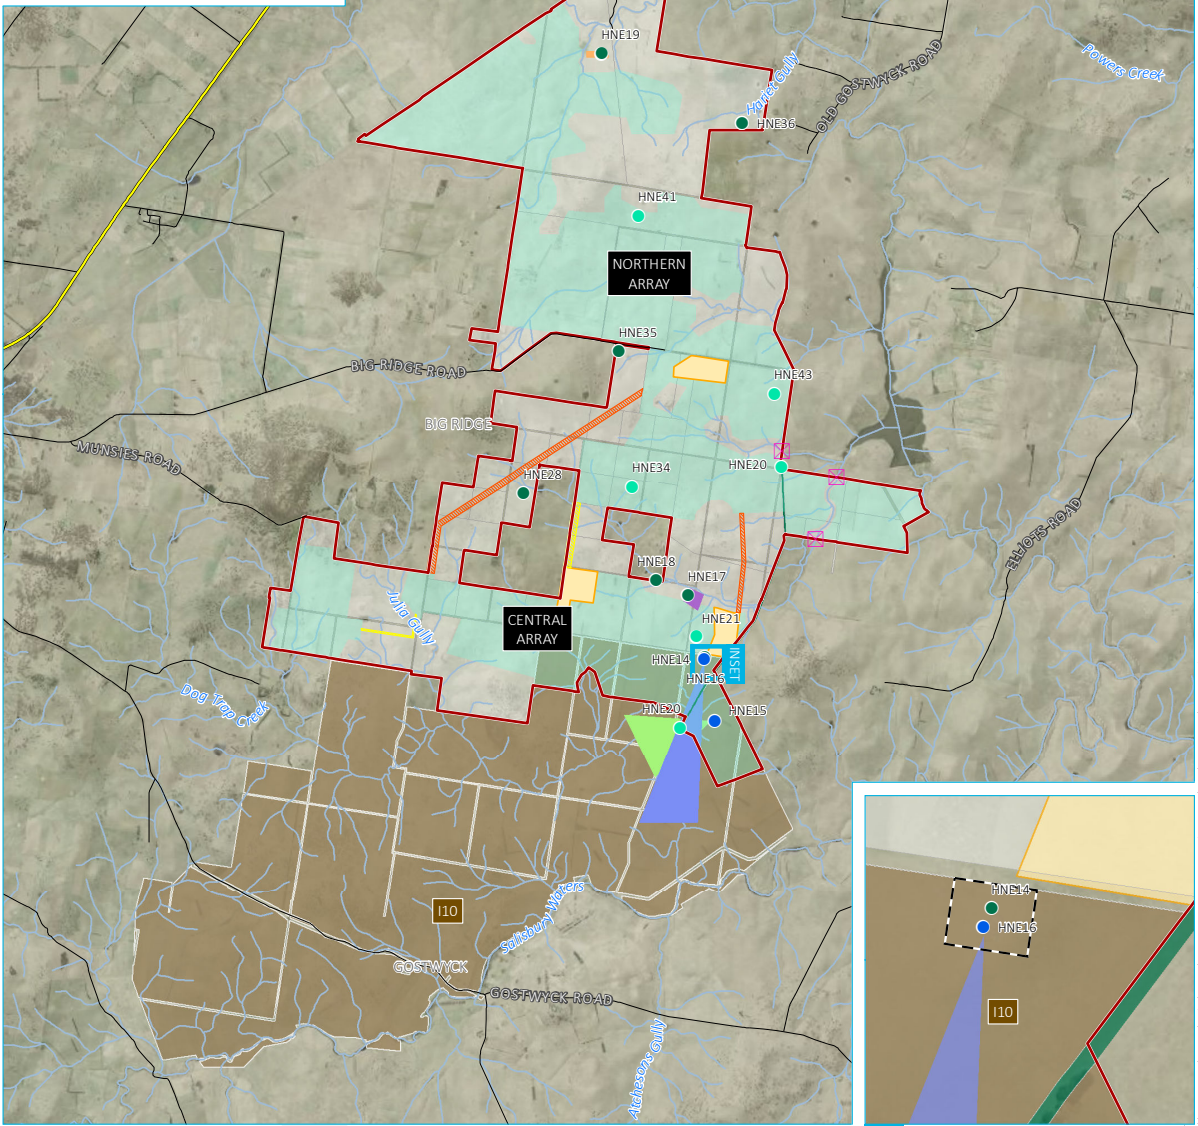 HNE19
Powers Creek
Hariet Gully
OLD GOSTWYCK ROAD
HNE36
HNE41
NORTHERN
ARRAY
HNE35
BIG RIDGE ROAD
HNE43
BIG RIDGE
MUNSIES ROAD
HNE34
HNE20
HNE28
ELLIOTS ROAD
HNE18
HNE17
Julia Gully
CENTRAL
ARRAY
HNE21
HNE14
INSET
HNE16
Dog Trap Creek
HNE20
HNE15
I10
Salisbury Waters
GOSTWYCK
GOSTWYCK ROAD
Atchesons Gully
HNE14
HNE16
I10